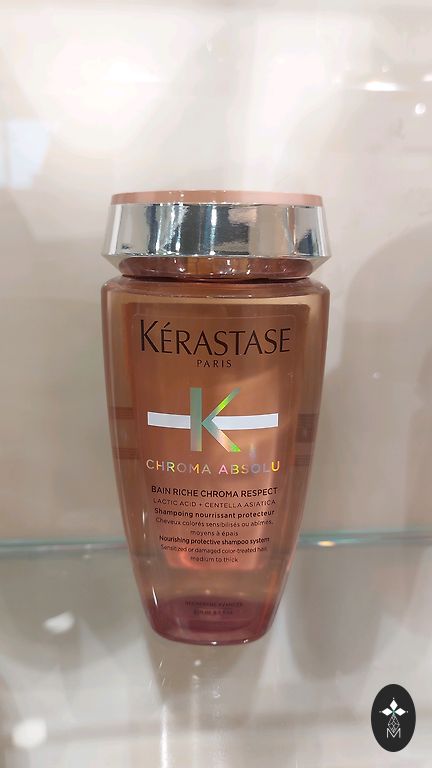 KÉRASTASE
PARIS
K
CHROMA ABSOLU
BAIN RICHE CHROMA RESPECT
LACTIC ACID + CENTELLA ASIATICA
Shampoing nourrissant protecteur
Cheveux colorés sensibilisés ou abîmés,
moyens à épais
Nourishing protective shampoo system
Sensitized or damaged color-treated hair,
medium to thick
M